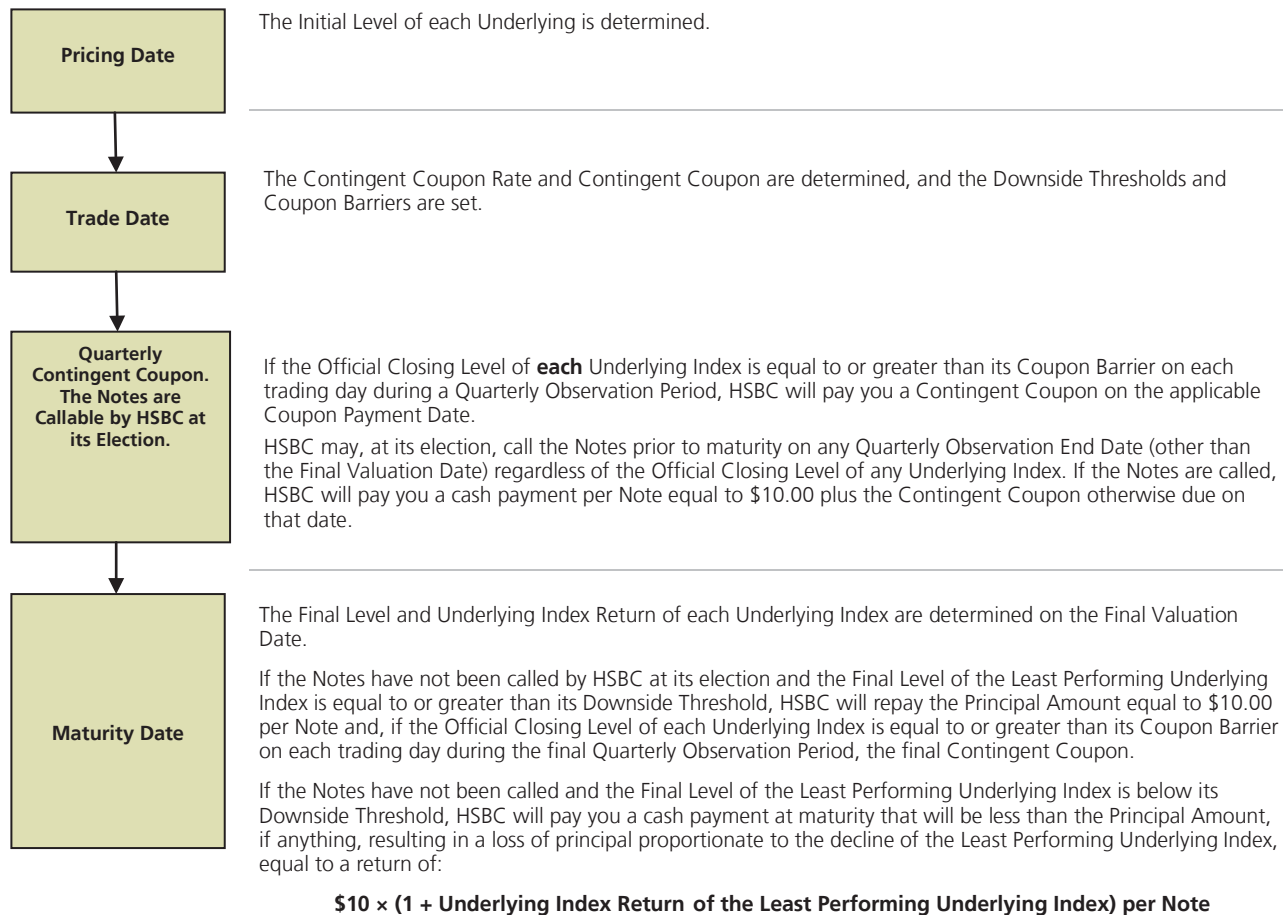 Pricing Date
The Initial Level of each Underlying is determined.
Trade Date
The Contingent Coupon Rate and Contingent Coupon are determined, and the Downside Thresholds and
Coupon Barriers are set.
Quarterly
Contingent Coupon.
The Notes are
Callable by HSBC at
its Election.
If the Official Closing Level of each Underlying Index is equal to or greater than its Coupon Barrier on each
trading day during a Quarterly Observation Period, HSBC will pay you a Contingent Coupon on the applicable
Coupon Payment Date.
HSBC may, at its election, call the Notes prior to maturity on any Quarterly Observation End Date (other than
the Final Valuation Date) regardless of the Official Closing Level of any Underlying Index. If the Notes are called,
HSBC will pay you a cash payment per Note equal to $10.00 plus the Contingent Coupon otherwise due on
that date.
Maturity Date
The Final Level and Underlying Index Return of each Underlying Index are determined on the Final Valuation
Date.
If the Notes have not been called by HSBC at its election and the Final Level of the Least Performing Underlying
Index is equal to or greater than its Downside Threshold, HSBC will repay the Principal Amount equal to $10.00
per Note and, if the Official Closing Level of each Underlying Index is equal to or greater than its Coupon Barrier
on each trading day during the final Quarterly Observation Period, the final Contingent Coupon.
If the Notes have not been called and the Final Level of the Least Performing Underlying Index is below its
Downside Threshold, HSBC will pay you a cash payment at maturity that will be less than the Principal Amount,
if anything, resulting in a loss of principal proportionate to the decline of the Least Performing Underlying Index,
equal to a return of:
$10 × (1 + Underlying Index Return of the Least Performing Underlying Index) per Note